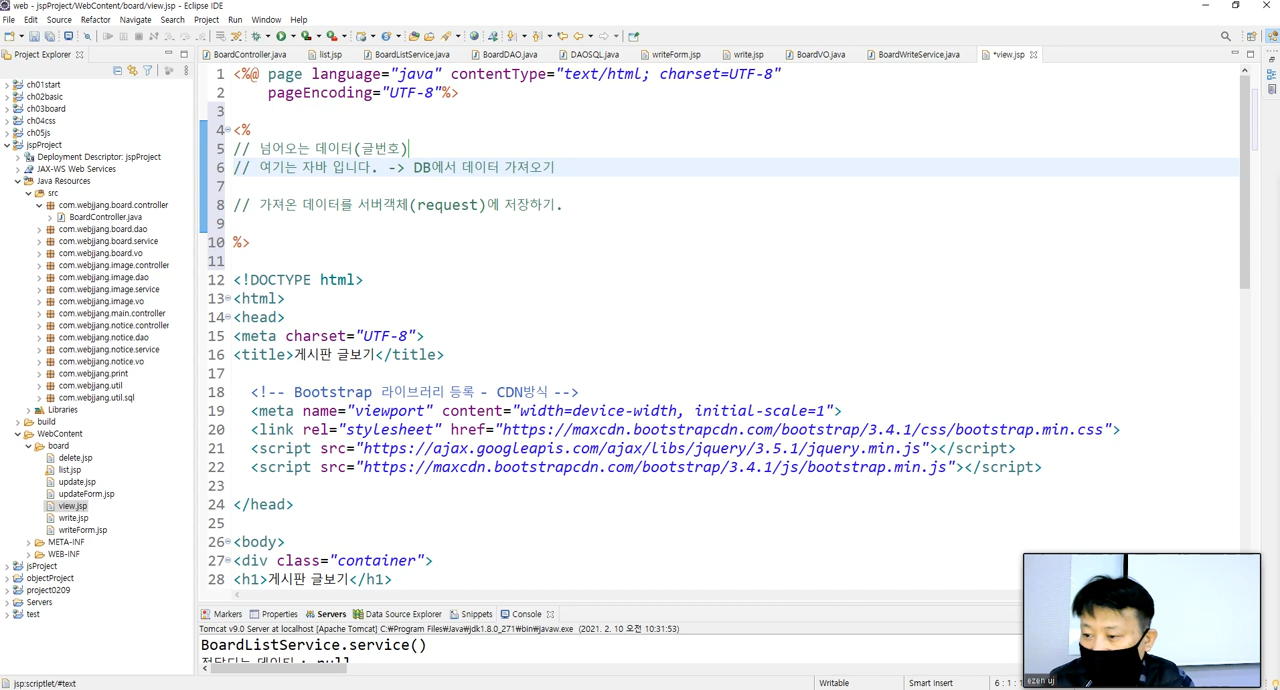 web - jspProject/WebContent/board/view.jsp - Eclipse IDE
File Edit Source Refactor Navigate Search Project Run Window Help
Project Explorer
BoardController.java list.jsp BoardListService.java BoardDAO.java DAOSQL.java writeForm.jsp write.jsp BoardVO.java BoardWriteService.java *view.jsp
ch01start
ch02basic
ch03board
ch04css
ch05js
jspProject
Deployment Descriptor: jspProject
JAX-WS Web Services
Java Resources
src
com.webjjang.board.controller
BoardController.java
com.webjjang.board.dao
com.webjjang.board.service
com.webjjang.board.vo
com.webjjang.image.controller
com.webjjang.image.dao
com.webjjang.image.service
com.webjjang.image.vo
com.webjjang.main.controller
com.webjjang.notice.controller
com.webjjang.notice.dao
com.webjjang.notice.service
com.webjjang.notice.vo
com.webjjang.print
com.webjjang.util
com.webjjang.util.sql
Libraries
build
WebContent
board
delete.jsp
list.jsp
update.jsp
updateForm.jsp
view.jsp
write.jsp
writeForm.jsp
META-INF
WEB-INF
jsProject
objectProject
project0209
Servers
test
1 <%@ page language="java" contentType="text/html; charset=UTF-8"
2 pageEncoding="UTF-8"%>
3
4 <%
5 // 넘어오는 데이터(글번호)
6 // 여기는 자바 입니다. -> DB에서 데이터 가져오기
7
8 // 가져온 데이터를 서버객체(request)에 저장하기.
9
10 %>
11
12 <!DOCTYPE html>
13 <html>
14 <head>
15 <meta charset="UTF-8">
16 <title>게시판 글보기</title>
17
18 <!-- Bootstrap 라이브러리 등록 - CDN방식 -->
19 <meta name="viewport" content="width=device-width, initial-scale=1">
20 <link rel="stylesheet" href="https://maxcdn.bootstrapcdn.com/bootstrap/3.4.1/css/bootstrap.min.css">
21 <script src="https://ajax.googleapis.com/ajax/libs/jquery/3.5.1/jquery.min.js"></script>
22 <script src="https://maxcdn.bootstrapcdn.com/bootstrap/3.4.1/js/bootstrap.min.js"></script>
23
24 </head>
25
26 <body>
27 <div class="container">
28 <h1>게시판 글보기</h1>
Markers Properties Servers Data Source Explorer Snippets Console
Tomcat v9.0 Server at localhost [Apache Tomcat] C:\Program Files\Java\jdk1.8.0_271\bin\javaw.exe (2021. 2. 10 오전 10:31:53)
BoardListService.service()
전달되는 데이터 : null
jsp:scriptlet/#text Writable Smart Insert 6 : 1 : 1
ezen uj